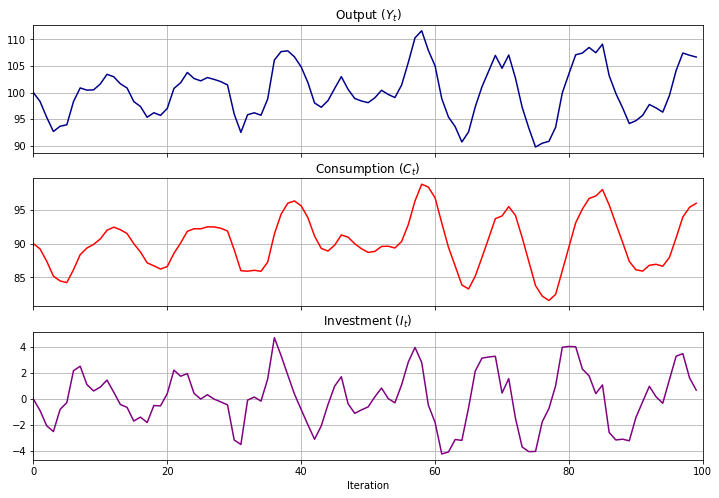 Output (Y_t)
110
105
100
95
90
Consumption (C_t)
95
90
85
Investment (I_t)
4
2
0
−2
−4
0 20 40 60 80 100
Iteration